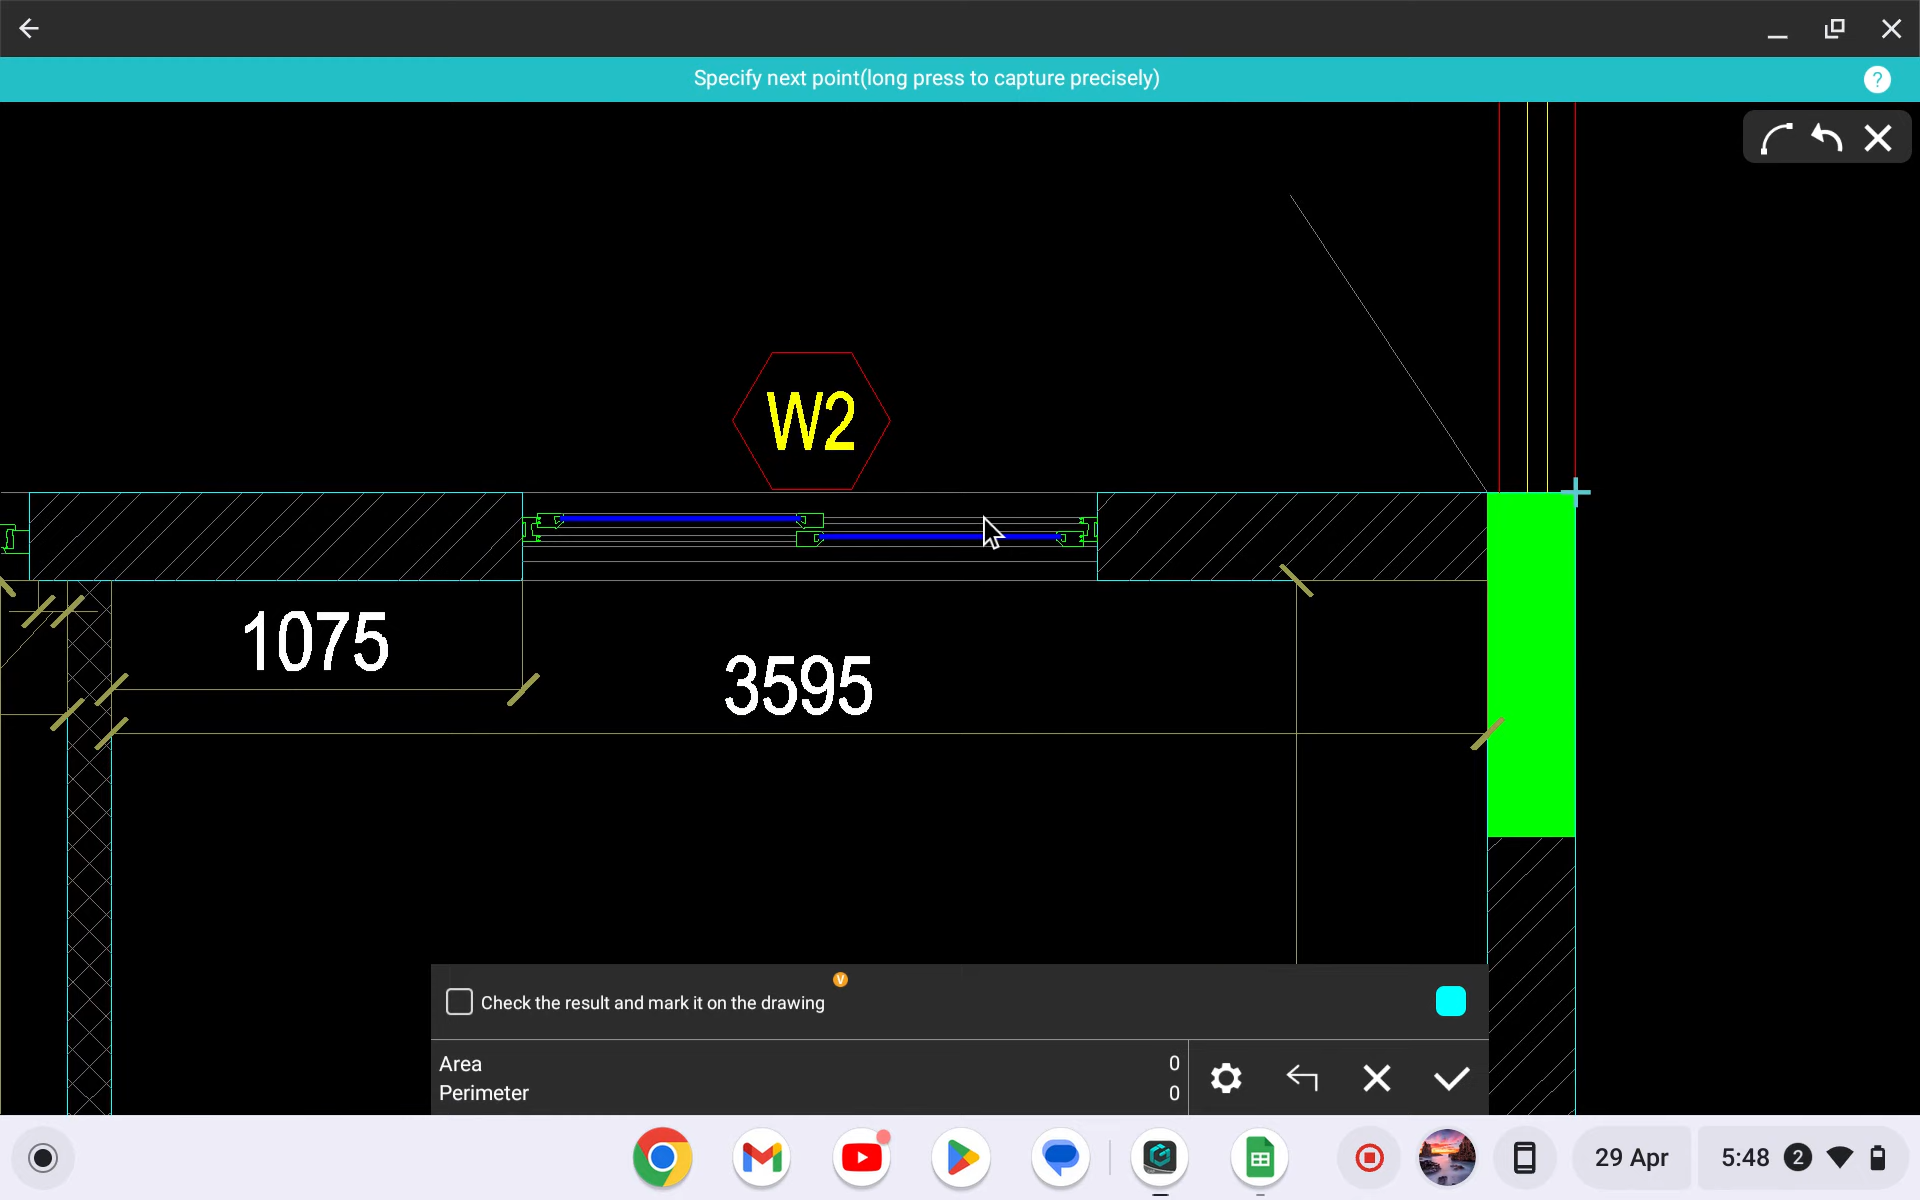 Specify next point(long press to capture precisely)
?
W2
1075
3595
V
Check the result and mark it on the drawing
Area 0
Perimeter 0
29 Apr
5:48 2